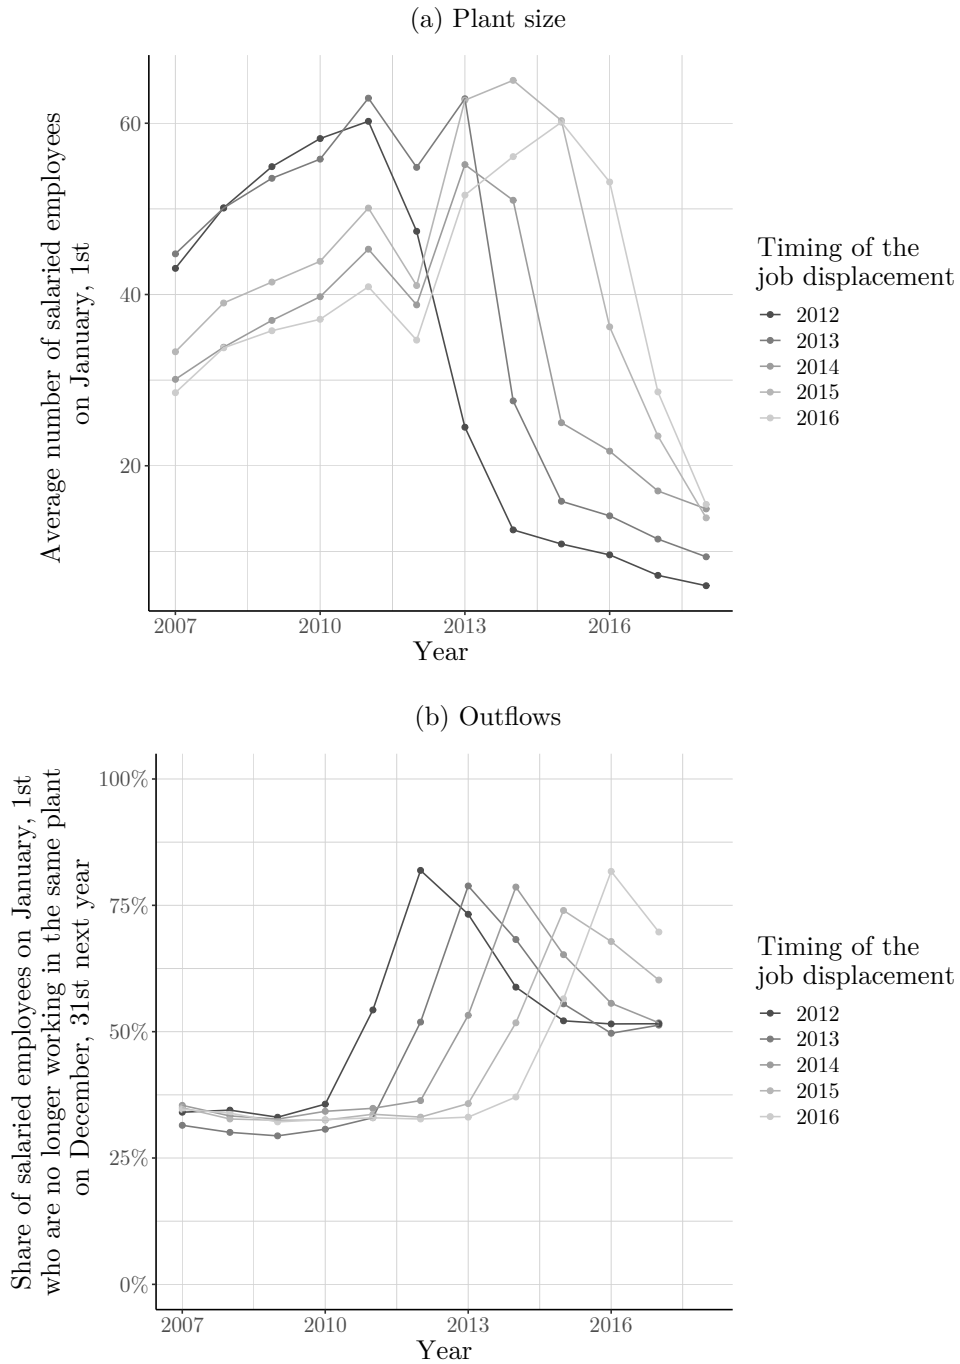 (a) Plant size
Average number of salaried employees
on January, 1st
60
40
20
2007
2010
2013
2016
Year
Timing of the
job displacement
2012
2013
2014
2015
2016
(b) Outflows
Share of salaried employees on January, 1st
who are no longer working in the same plant
on December, 31st next year
100%
75%
50%
25%
0%
2007
2010
2013
2016
Year
Timing of the
job displacement
2012
2013
2014
2015
2016